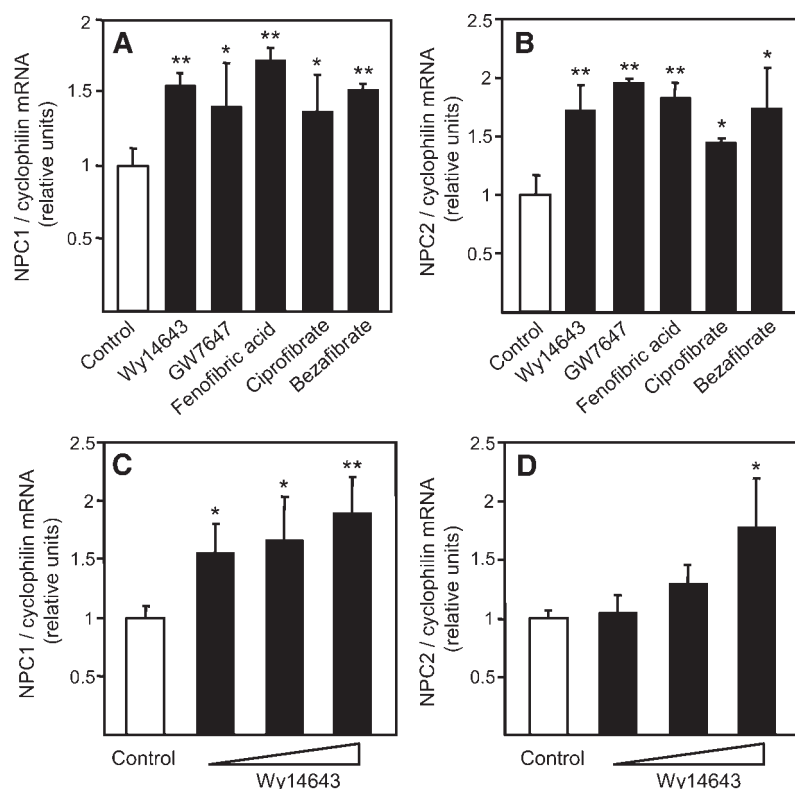 A
NPC1 / cyclophilin mRNA
(relative units)
2
1.5
1
0.5
** * ** * **
Control
Wy14643
GW7647
Fenofibric acid
Ciprofibrate
Bezafibrate
B
NPC2 / cyclophilin mRNA
(relative units)
2.5
2
1.5
1
0.5
** ** ** * *
Control
Wy14643
GW7647
Fenofibric acid
Ciprofibrate
Bezafibrate
C
NPC1 / cyclophilin mRNA
(relative units)
2.5
2
1.5
1
0.5
* * **
Control
Wy14643
D
NPC2 / cyclophilin mRNA
(relative units)
2.5
2
1.5
1
0.5
*
Control
Wy14643